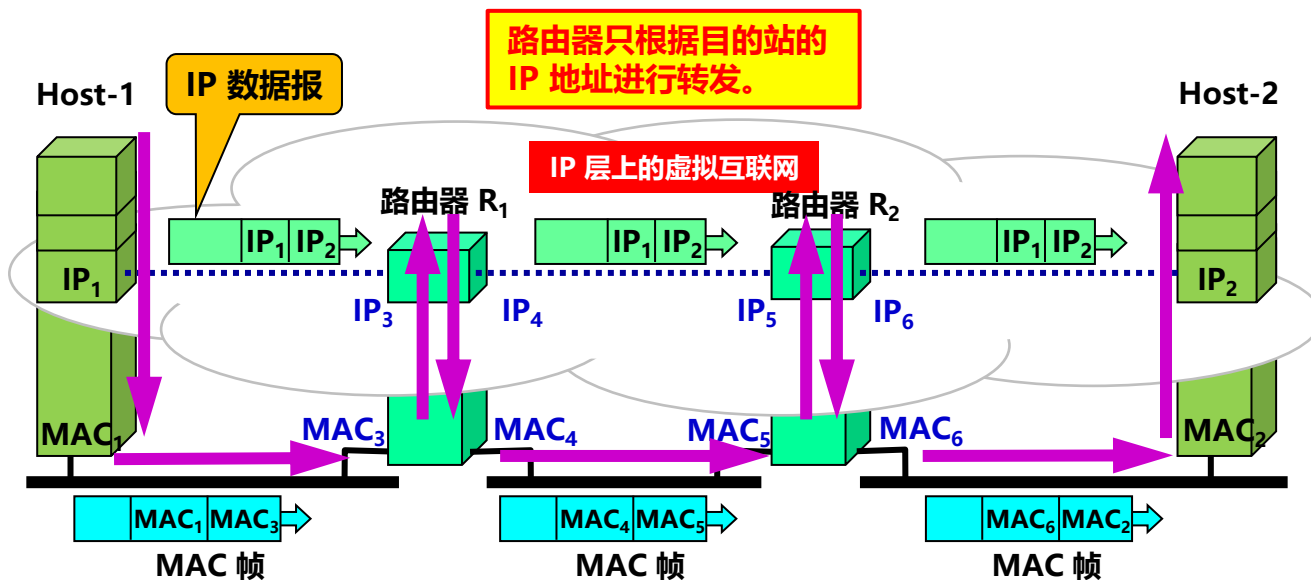 路由器只根据目的站的
IP 地址进行转发。
IP 数据报
Host-1
Host-2
IP 层上的虚拟互联网
路由器 R₁
路由器 R₂
IP₁ IP₂
IP₁ IP₂
IP₁ IP₂
IP₁
IP₂
IP₃
IP₄
IP₅
IP₆
MAC₁
MAC₃
MAC₄
MAC₅
MAC₆
MAC₂
MAC₁ MAC₃
MAC₄ MAC₅
MAC₆ MAC₂
MAC 帧
MAC 帧
MAC 帧